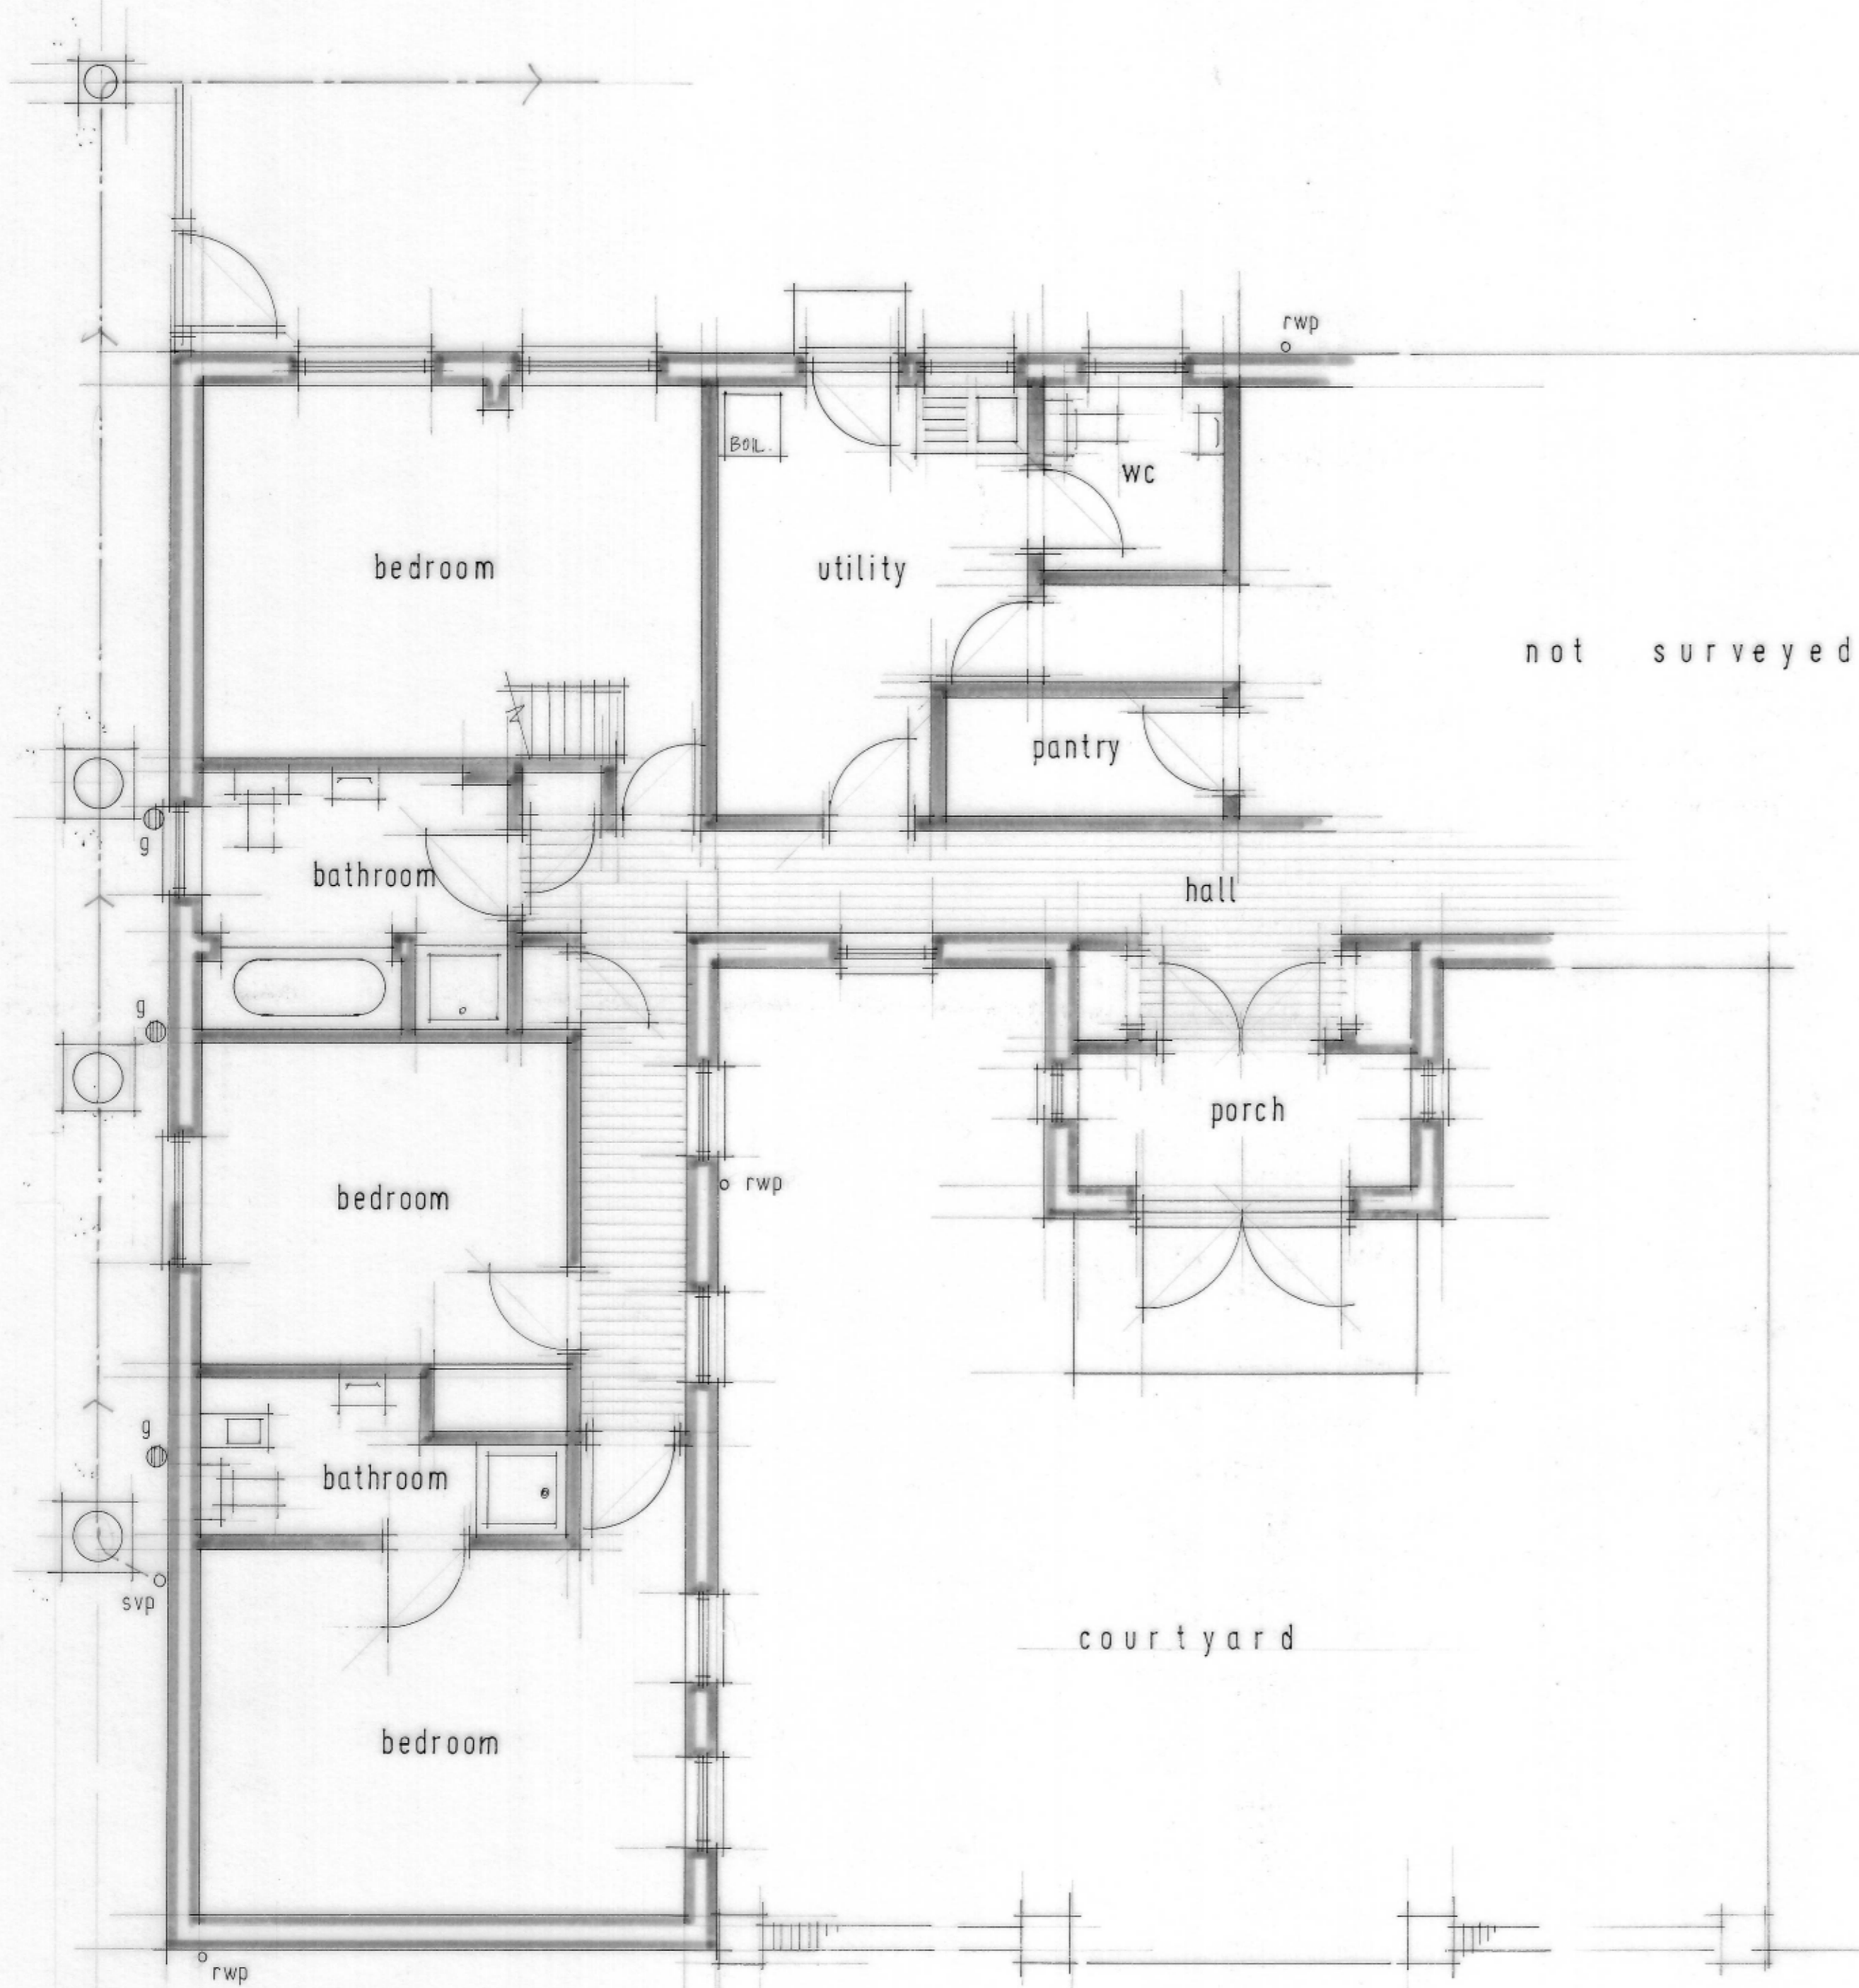 rwp
BOIL.
wc
bedroom
utility
not surveyed
pantry
g
bathroom
hall
g
porch
rwp
bedroom
g
bathroom
svp
courtyard
bedroom
rwp